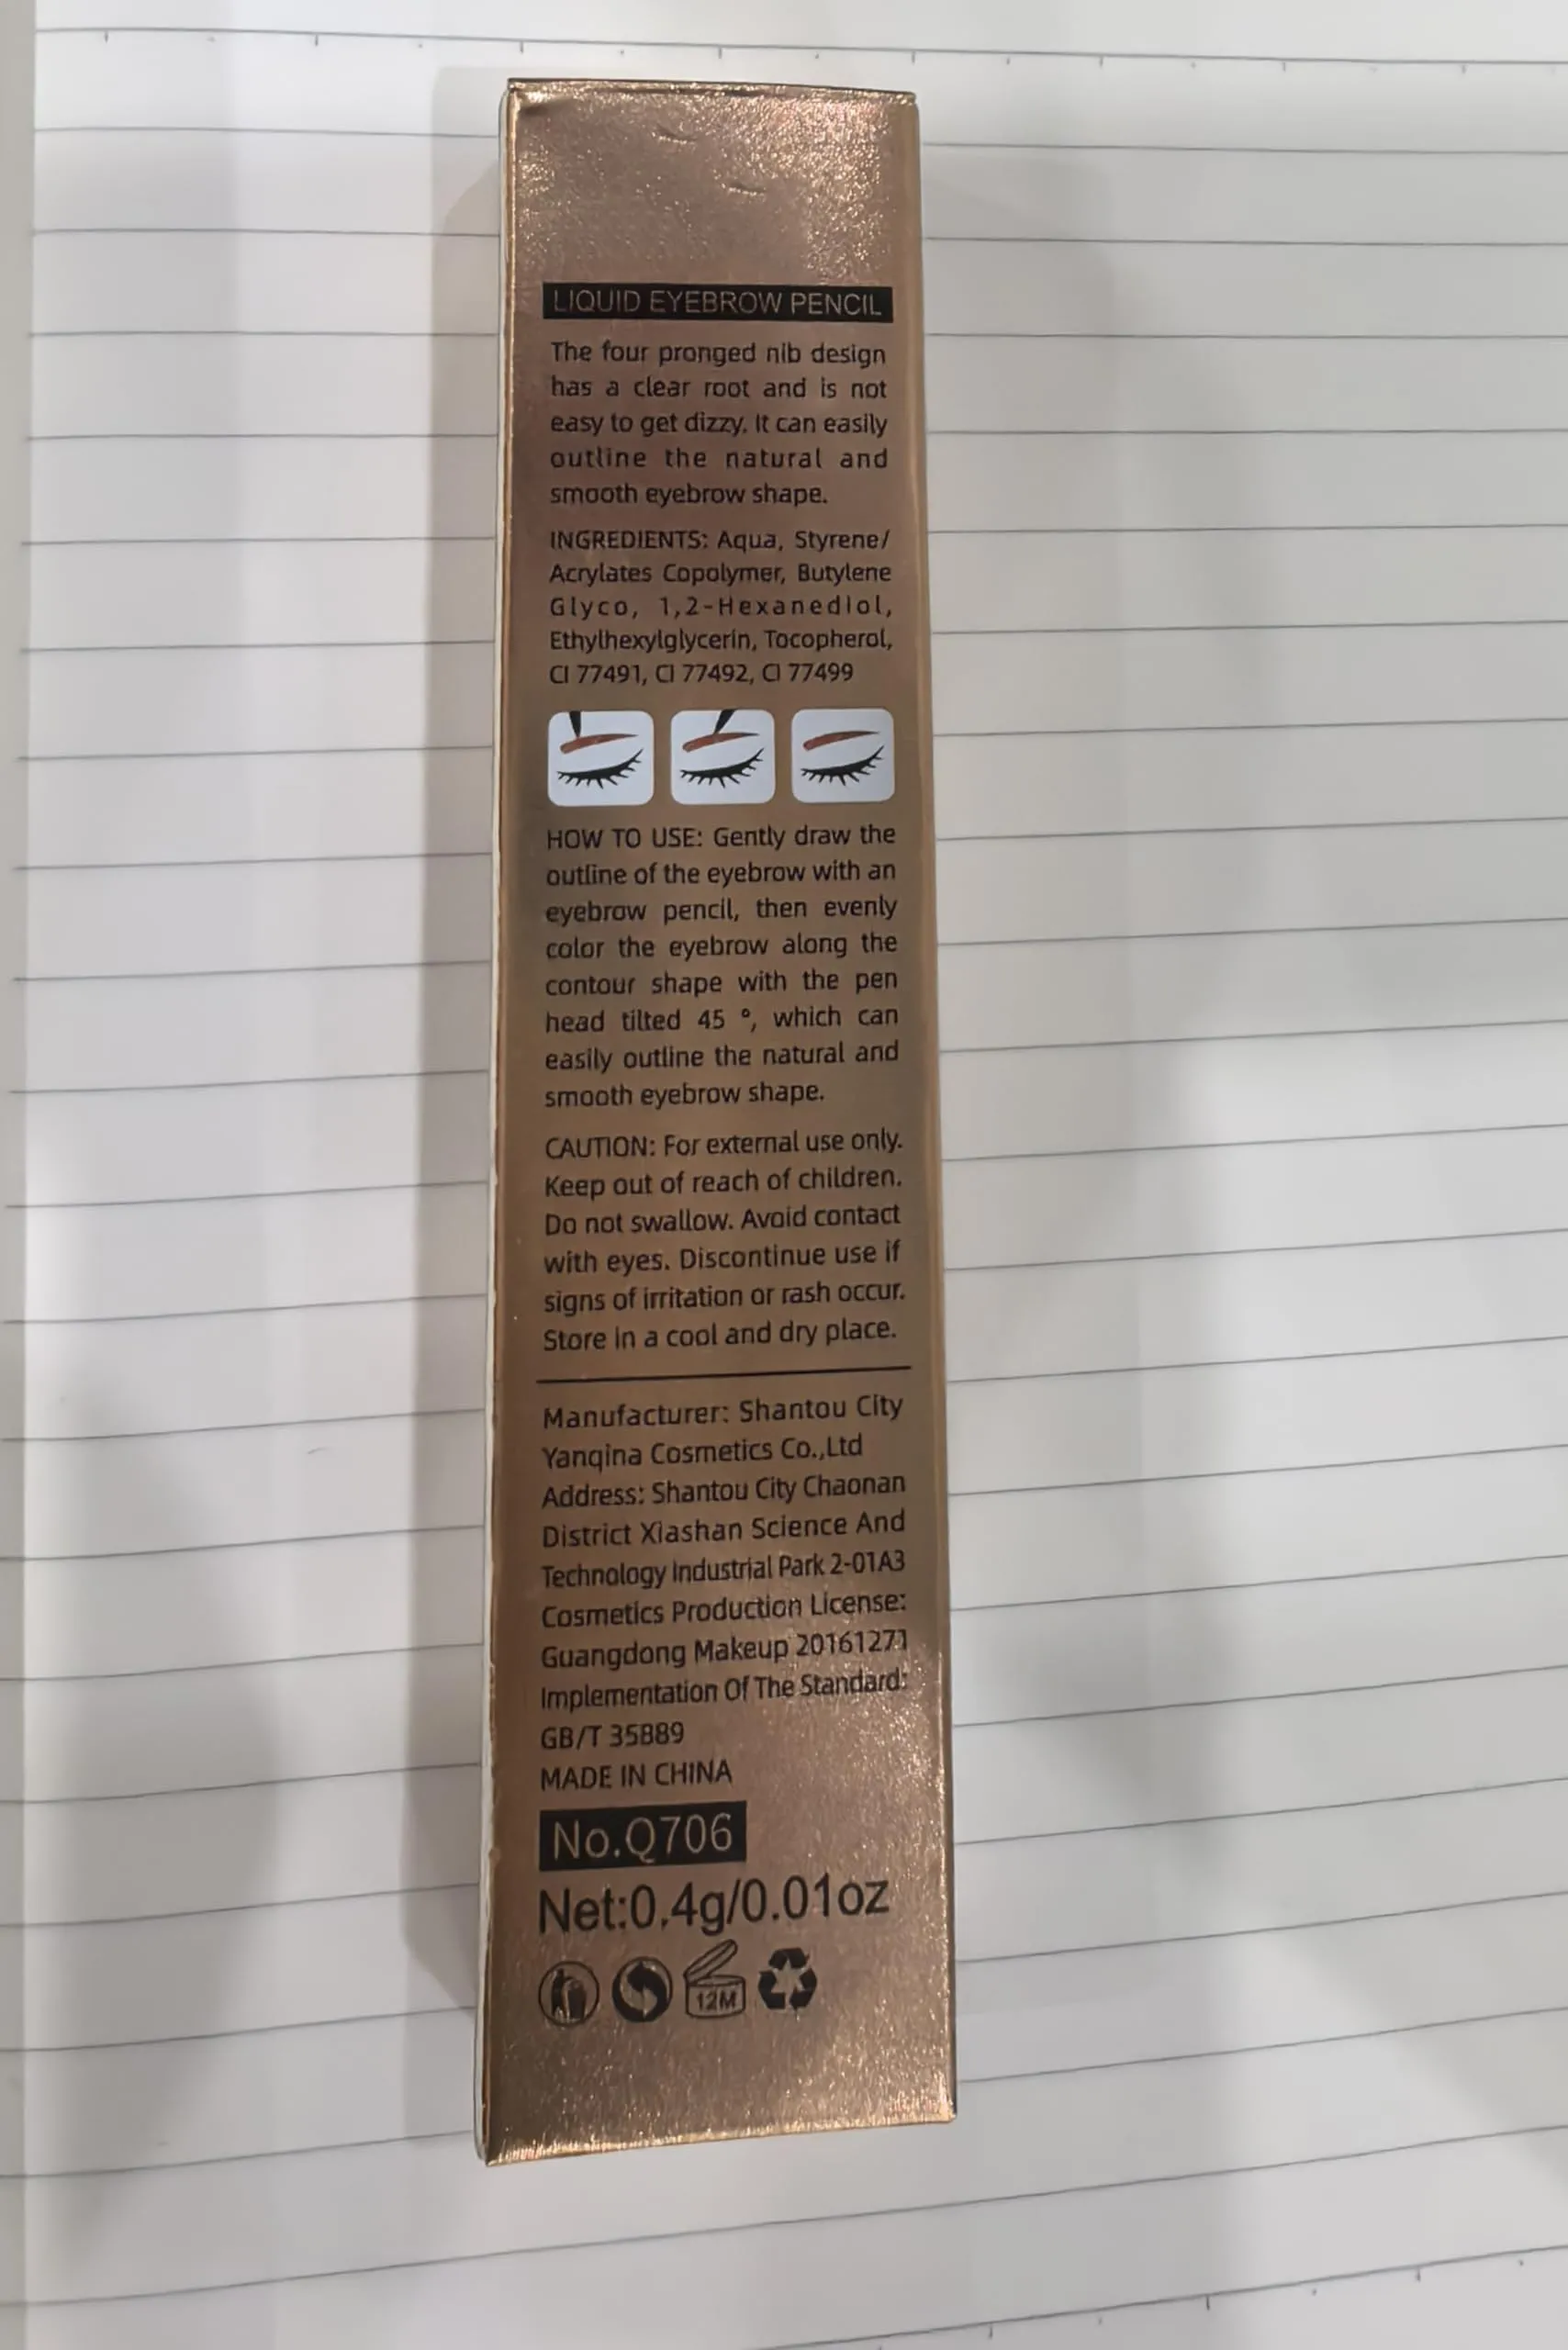 LIQUID EYEBROW PENCIL
The four pronged nib design
has a clear root and is not
easy to get dizzy. It can easily
outline the natural and
smooth eyebrow shape.
INGREDIENTS: Aqua, Styrene/
Acrylates Copolymer, Butylene
Glyco, 1,2-Hexanediol,
Ethylhexylglycerin, Tocopherol,
CI 77491, CI 77492, CI 77499
HOW TO USE: Gently draw the
outline of the eyebrow with an
eyebrow pencil, then evenly
color the eyebrow along the
contour shape with the pen
head tilted 45 °, which can
easily outline the natural and
smooth eyebrow shape.
CAUTION: For external use only.
Keep out of reach of children.
Do not swallow. Avoid contact
with eyes. Discontinue use if
signs of irritation or rash occur.
Store in a cool and dry place.
Manufacturer: Shantou City
Yanqina Cosmetics Co.,Ltd
Address: Shantou City Chaonan
District Xiashan Science And
Technology Industrial Park 2-01A3
Cosmetics Production License:
Guangdong Makeup 20161271
Implementation Of The Standard:
GB/T 35889
MADE IN CHINA
No.Q706
Net:0.4g/0.01oz
12M